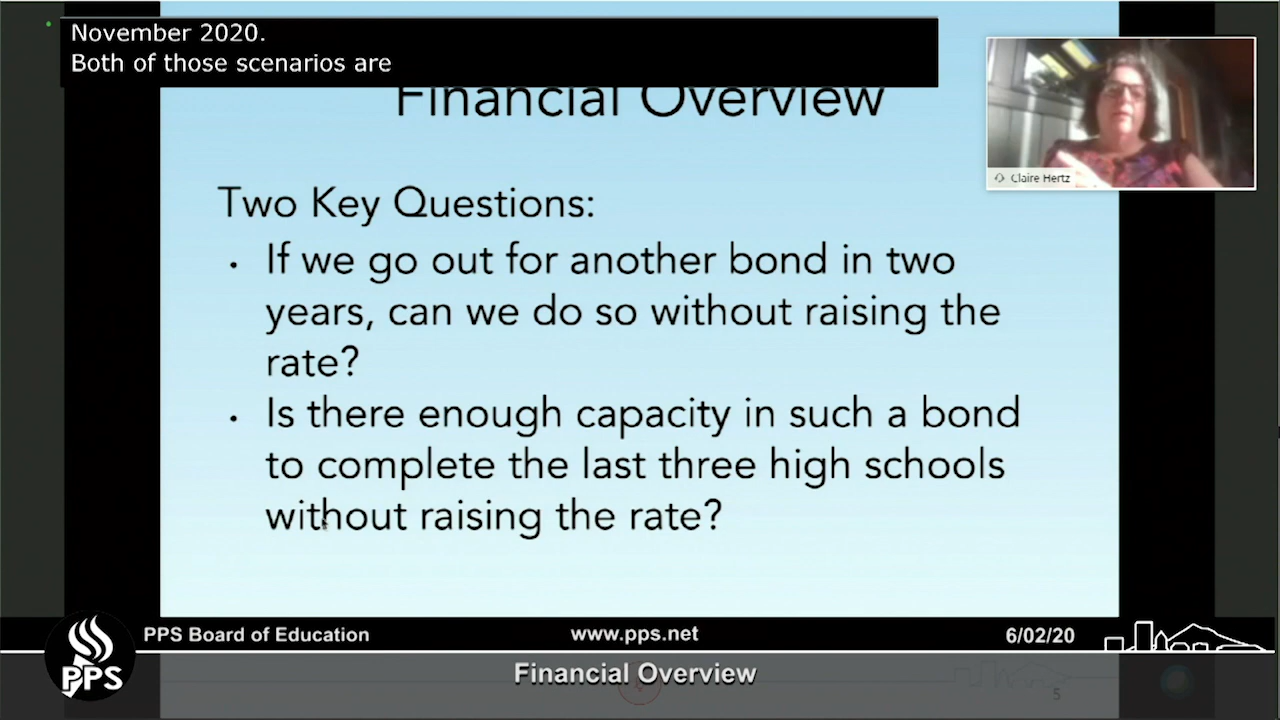 November 2020.
Both of those scenarios are
Financial Overview
Claire Hertz
Two Key Questions:
· If we go out for another bond in two
years, can we do so without raising the
rate?
· Is there enough capacity in such a bond
to complete the last three high schools
without raising the rate?
PPS Board of Education
www.pps.net
6/02/20
PPS
Financial Overview
5